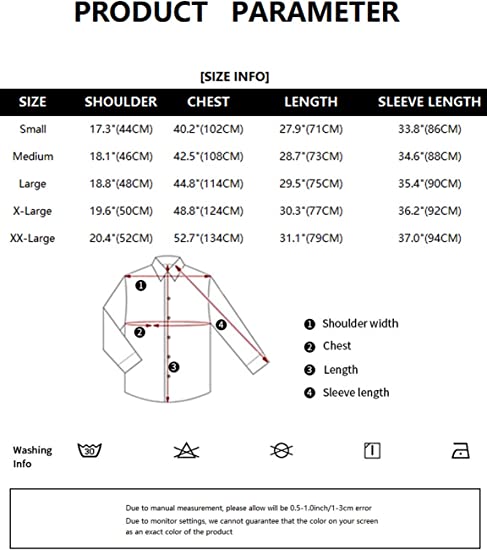 PRODUCT PARAMETER
[SIZE INFO]
SIZE SHOULDER CHEST LENGTH SLEEVE LENGTH
Small 17.3"(44CM) 40.2"(102CM) 27.9"(71CM) 33.8"(86CM)
Medium 18.1"(46CM) 42.5"(108CM) 28.7"(73CM) 34.6"(88CM)
Large 18.8"(48CM) 44.8"(114CM) 29.5"(75CM) 35.4"(90CM)
X-Large 19.6"(50CM) 48.8"(124CM) 30.3"(77CM) 36.2"(92CM)
XX-Large 20.4"(52CM) 52.7"(134CM) 31.1"(79CM) 37.0"(94CM)
1
2
3
4
1 Shoulder width
2 Chest
3 Length
4 Sleeve length
Washing
Info
30
Due to manual measurement, please allow will be 0.5-1.0inch/1-3cm error
Due to monitor settings, we cannot guarantee that the color on your screen
as an exact color of the product